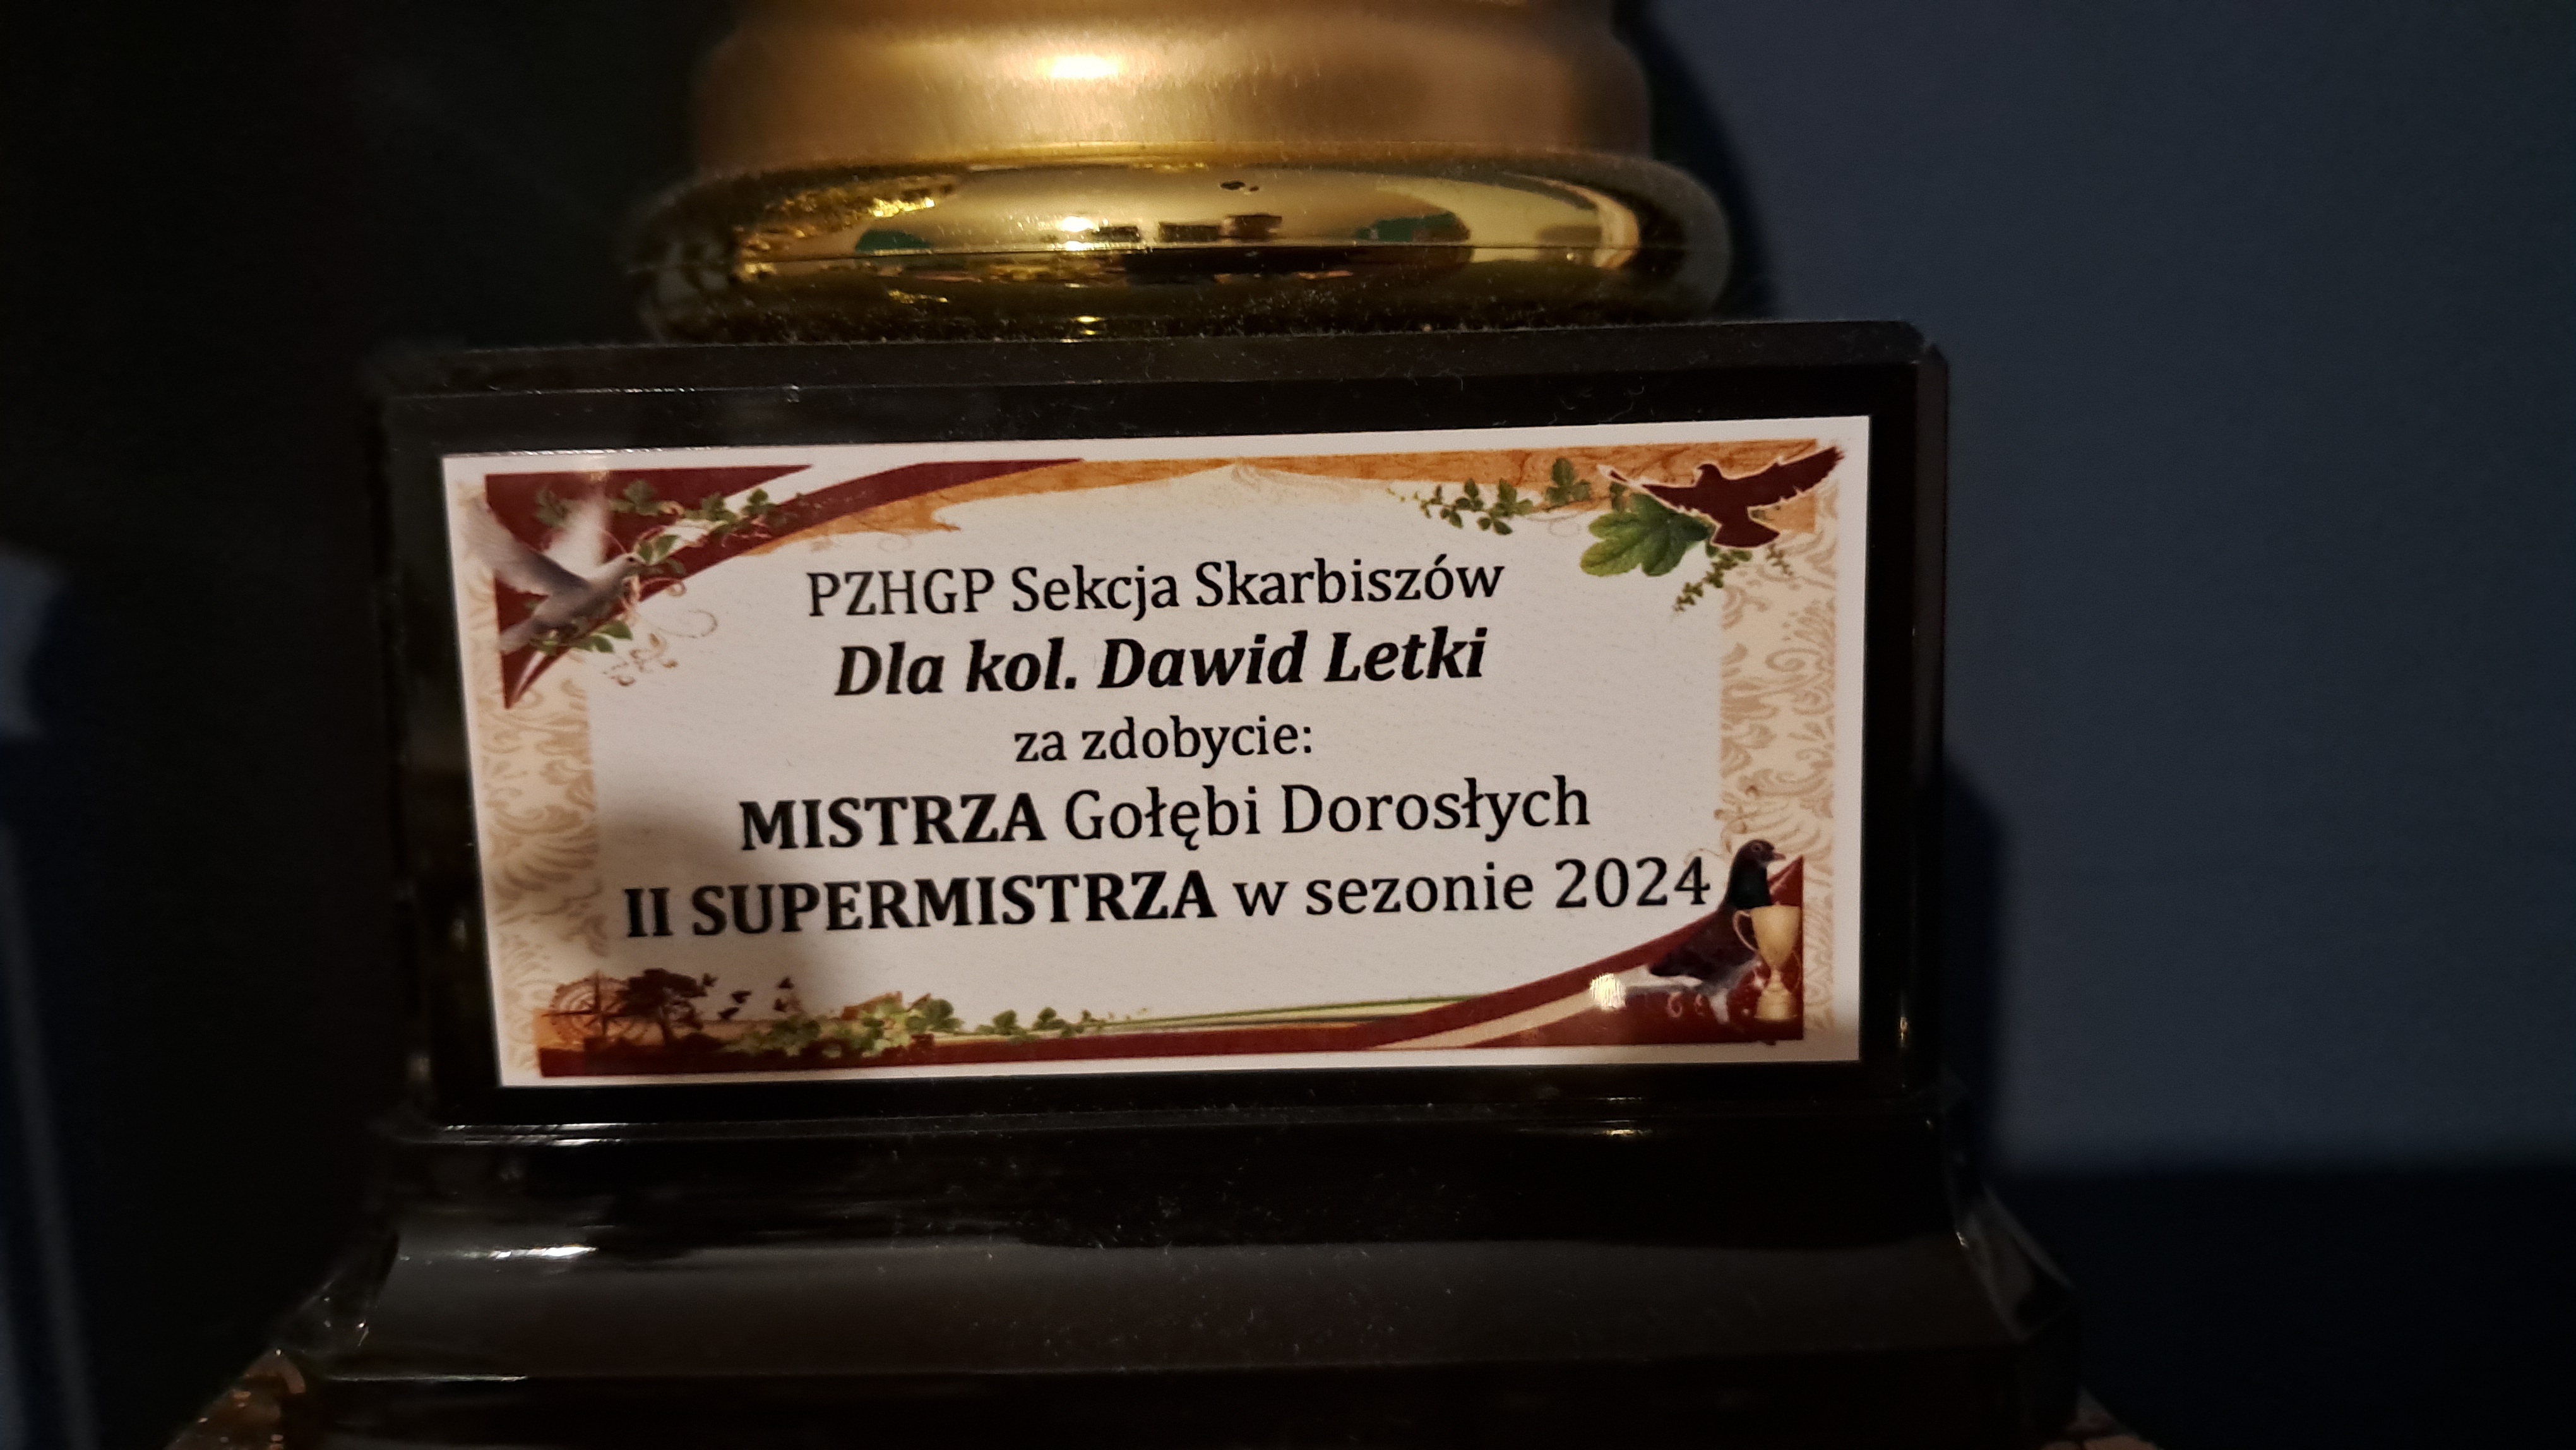 PZHGP Sekcja Skarbiszów
Dla kol. Dawid Letki
za zdobycie:
MISTRZA Gołębi Dorosłych
II SUPERMISTRZA w sezonie 2024